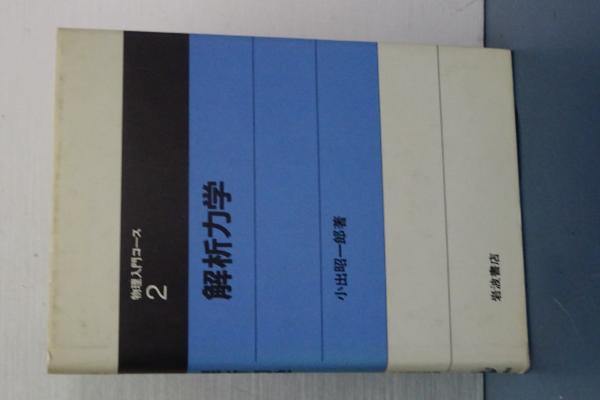 物理入門コース
2
解析力学
小出昭一郎著
岩波書店